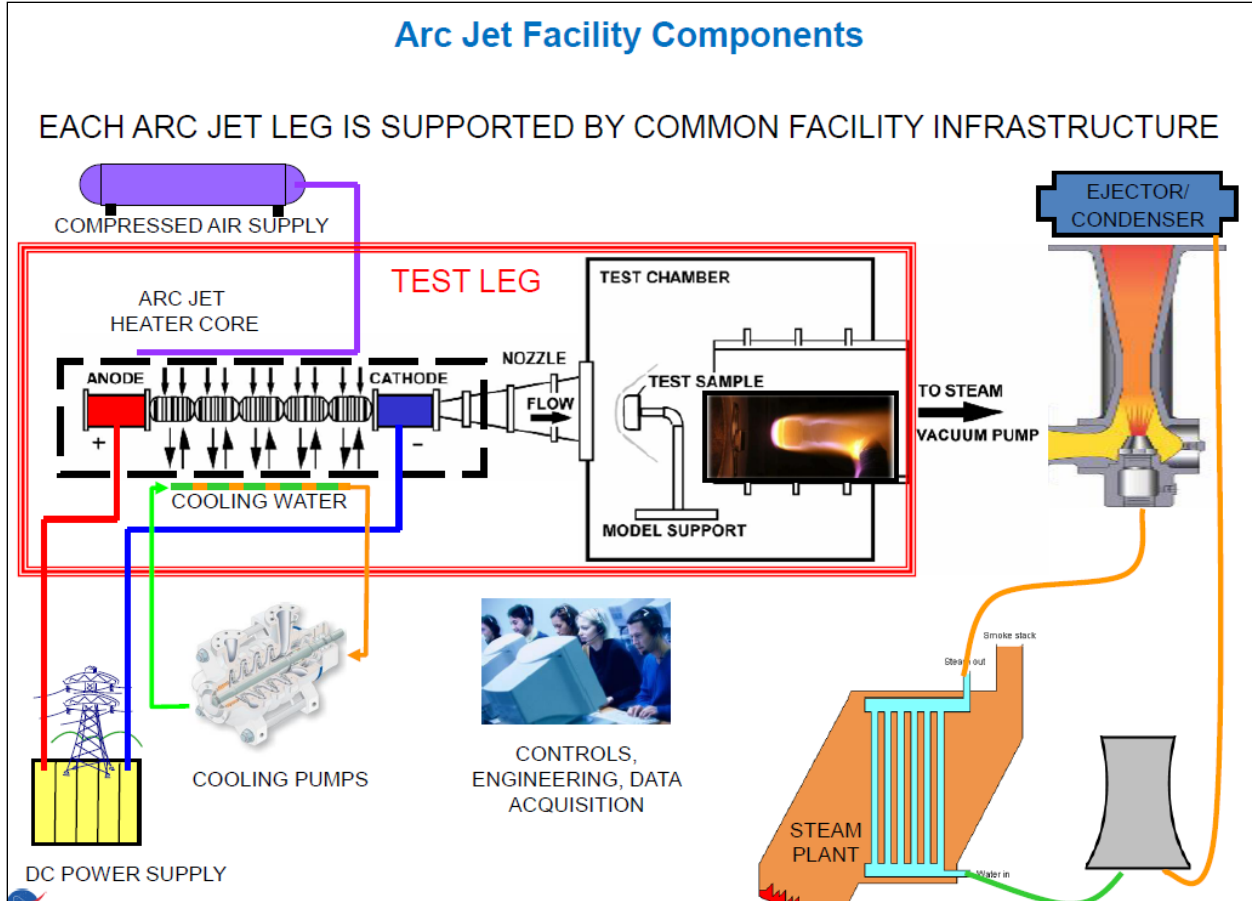 Arc Jet Facility Components
EACH ARC JET LEG IS SUPPORTED BY COMMON FACILITY INFRASTRUCTURE
COMPRESSED AIR SUPPLY
EJECTOR/
CONDENSER
TEST LEG
ARC JET
HEATER CORE
TEST CHAMBER
NOZZLE
ANODE
CATHODE
TEST SAMPLE
FLOW
TO STEAM
VACUUM PUMP
+
−
COOLING WATER
MODEL SUPPORT
Smoke stack
Steam out
COOLING PUMPS
CONTROLS,
ENGINEERING, DATA
ACQUISITION
STEAM
PLANT
Water in
DC POWER SUPPLY